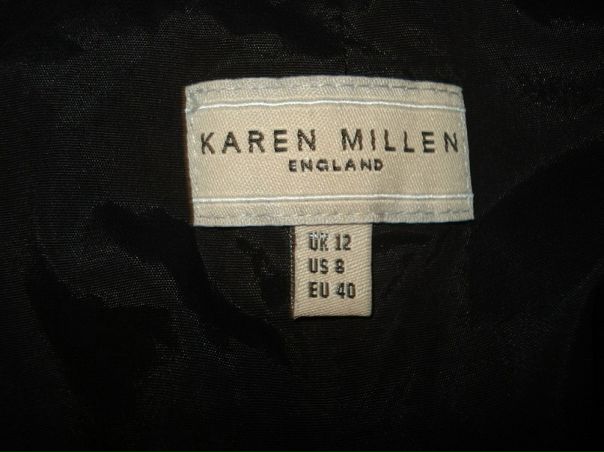 KAREN MILLEN
ENGLAND
UK 12
US 8
EU 40